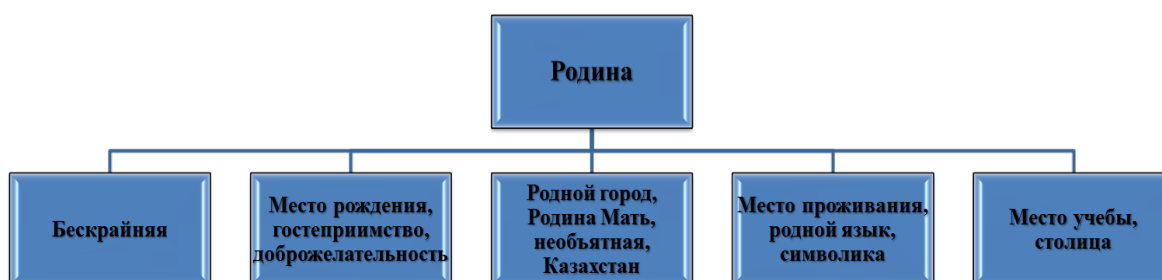 Родина
Бескрайняя
Место рождения,
гостеприимство,
доброжелательность
Родной город,
Родина Мать,
необъятная,
Казахстан
Место проживания,
родной язык,
символика
Место учебы,
столица